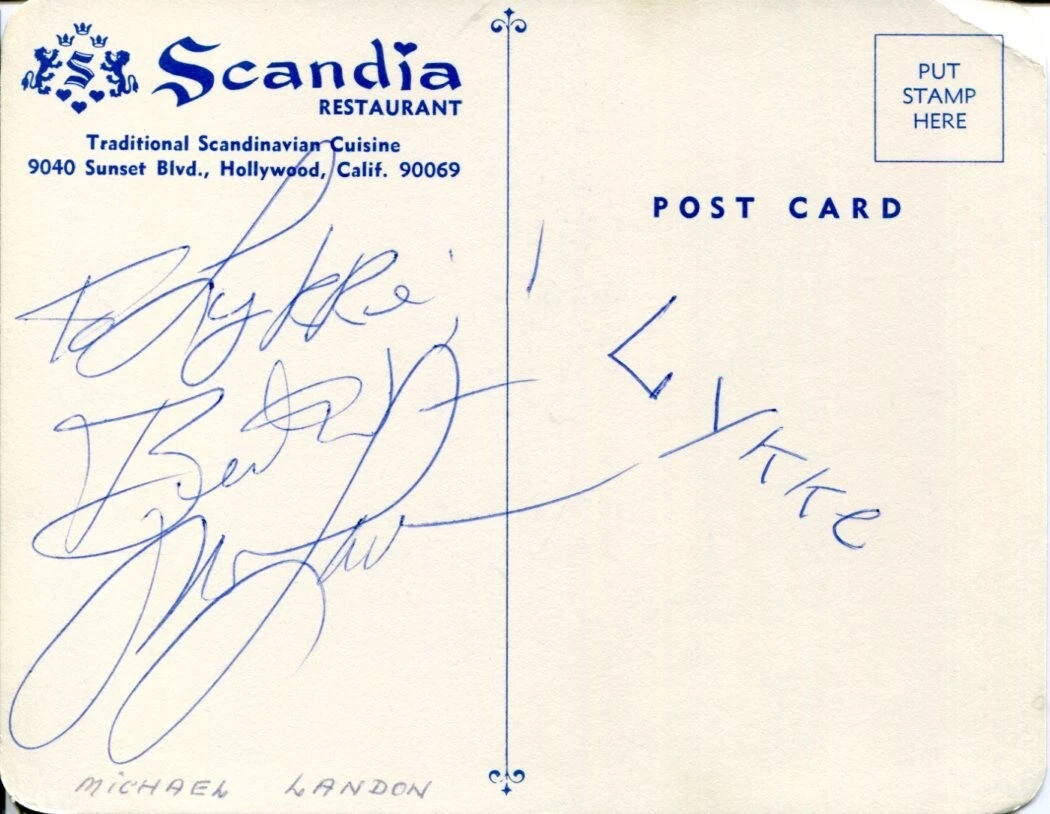 Scandia
RESTAURANT
Traditional Scandinavian Cuisine
9040 Sunset Blvd., Hollywood, Calif. 90069
PUT
STAMP
HERE
POST CARD
To Lykke
Best
Lykke
MiCHAEL LANDON